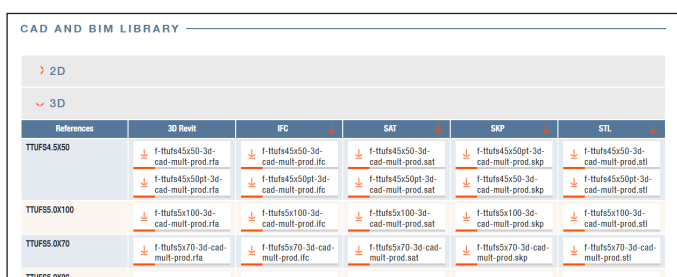 CAD AND BIM LIBRARY
2D
3D
References 3D Revit IFC SAT SKP STL
TTUFS4.5X50 f-ttufs45x50-3d- f-ttufs45x50-3d- f-ttufs45x50-3d- f-ttufs45x50pt-3d- f-ttufs45x50-3d-
cad-mult-prod.rfa cad-mult-prod.ifc cad-mult-prod.sat cad-mult-prod.skp cad-mult-prod.stl
f-ttufs45x50pt-3d- f-ttufs45x50pt-3d- f-ttufs45x50pt-3d- f-ttufs45x50-3d- f-ttufs45x50pt-3d-
cad-mult-prod.rfa cad-mult-prod.ifc cad-mult-prod.sat cad-mult-prod.skp cad-mult-prod.stl
TTUFS5.0X100 f-ttufs5x100-3d- f-ttufs5x100-3d- f-ttufs5x100-3d- f-ttufs5x100-3d- f-ttufs5x100-3d-
cad-mult-prod.rfa cad-mult-prod.ifc cad-mult-prod.sat cad-mult-prod.skp cad-mult-prod.stl
TTUFS5.0X70 f-ttufs5x70-3d-cad- f-ttufs5x70-3d-cad- f-ttufs5x70-3d-cad- f-ttufs5x70-3d-cad- f-ttufs5x70-3d-cad-
mult-prod.rfa mult-prod.ifc mult-prod.sat mult-prod.skp mult-prod.stl